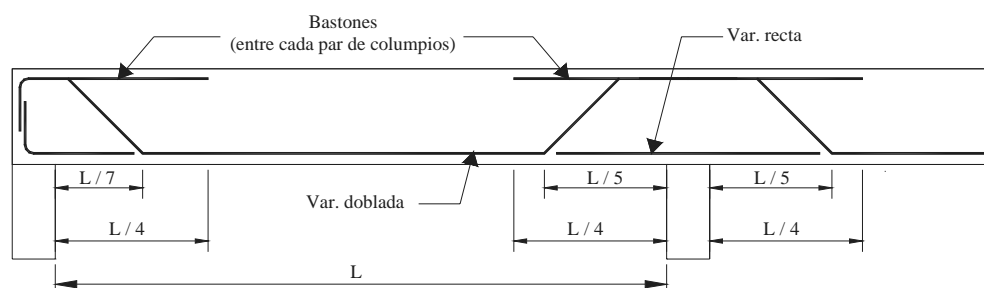 Bastones
(entre cada par de columpios)
Var. recta
L / 7
L / 5
L / 5
Var. doblada
L / 4
L / 4
L / 4
L